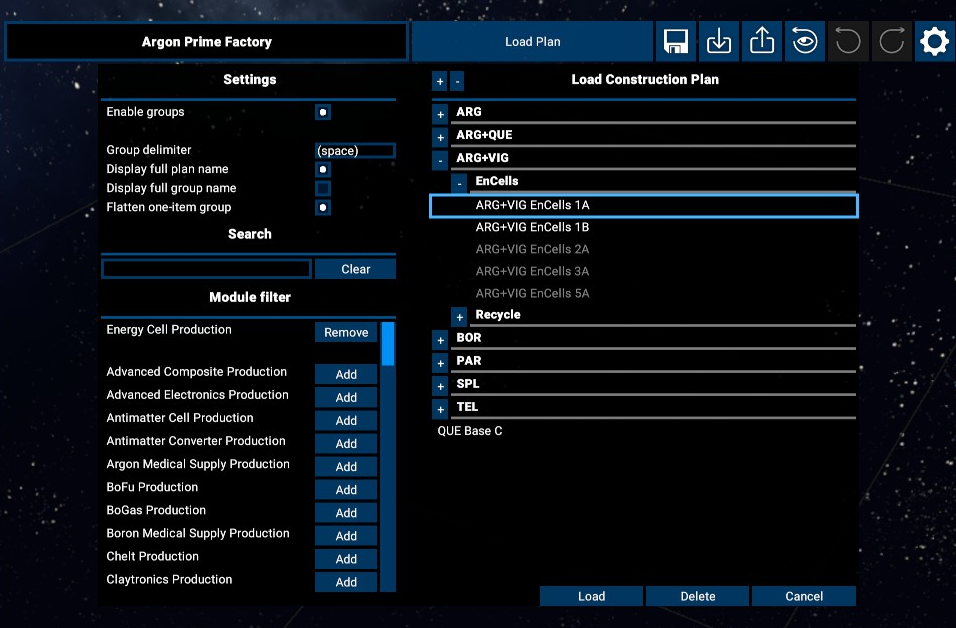 Argon Prime Factory
Load Plan
Settings
Enable groups
Group delimiter
(space)
Display full plan name
Display full group name
Flatten one-item group
Search
Clear
Module filter
Energy Cell Production
Remove
Advanced Composite Production
Add
Advanced Electronics Production
Add
Antimatter Cell Production
Add
Antimatter Converter Production
Add
Argon Medical Supply Production
Add
BoFu Production
Add
BoGas Production
Add
Boron Medical Supply Production
Add
Chelt Production
Add
Claytronics Production
Add
+ -
Load Construction Plan
+ ARG
+ ARG+QUE
- ARG+VIG
- EnCells
ARG+VIG EnCells 1A
ARG+VIG EnCells 1B
ARG+VIG EnCells 2A
ARG+VIG EnCells 3A
ARG+VIG EnCells 5A
+ Recycle
+ BOR
+ PAR
+ SPL
+ TEL
QUE Base C
Load
Delete
Cancel